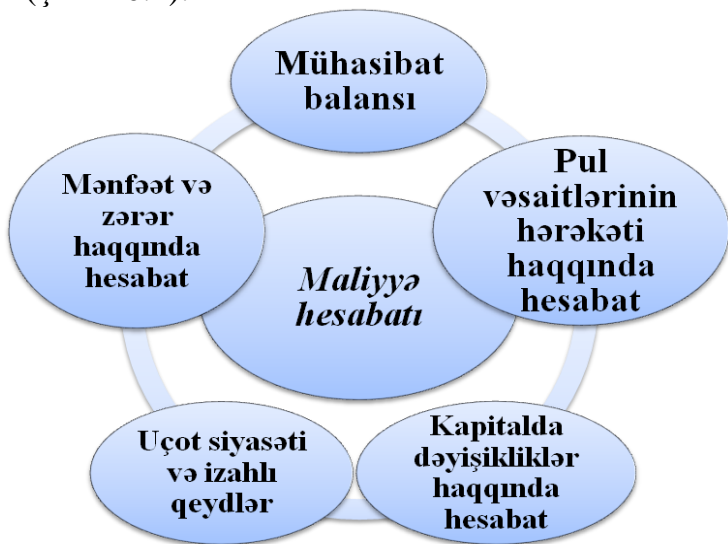 Mühasibat
balansı
Pul
vəsaitlərinin
hərəkəti
haqqında
hesabat
Kapitalda
dəyişikliklər
haqqında
hesabat
Uçot siyasəti
və izahlı
qeydlər
Mənfəət və
zərər
haqqında
hesabat
Maliyyə
hesabatı